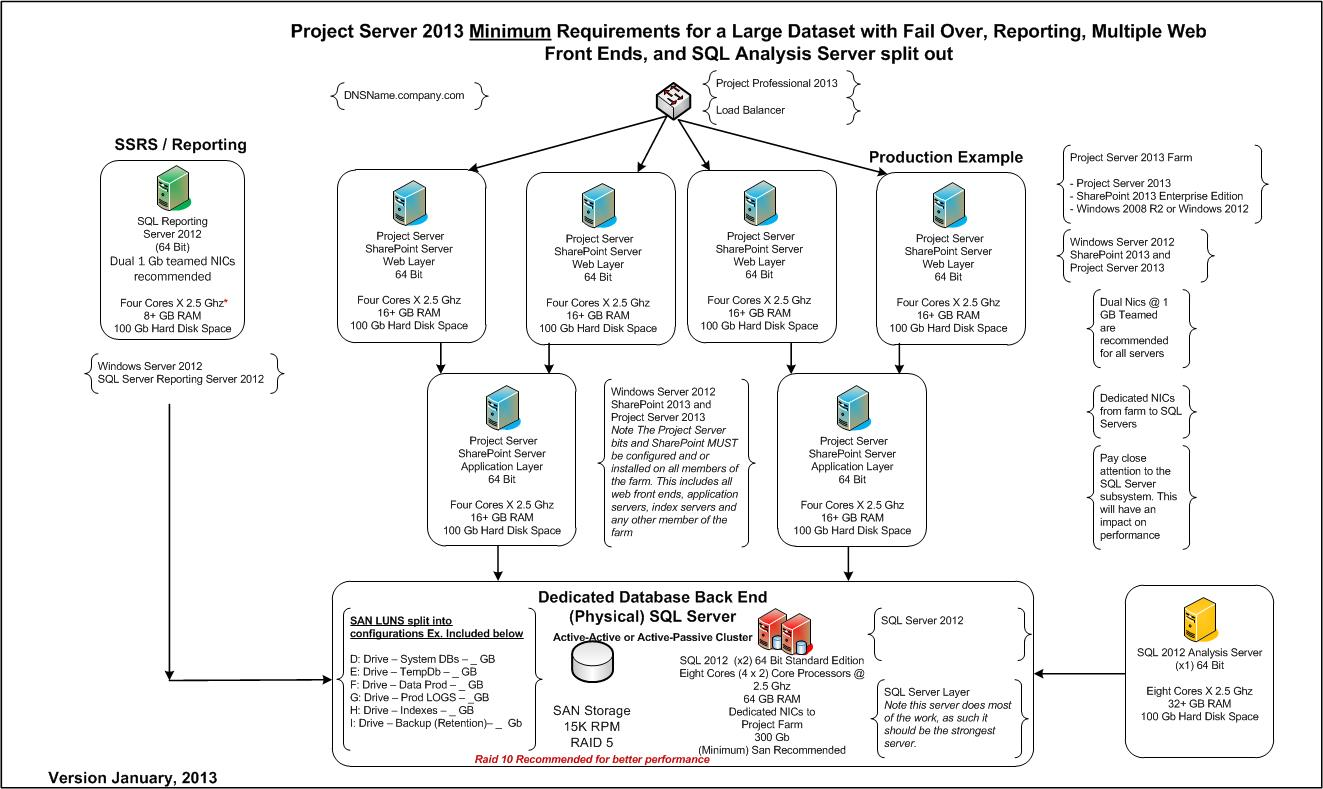 Project Server 2013 Minimum Requirements for a Large Dataset with Fail Over, Reporting, Multiple Web
Front Ends, and SQL Analysis Server split out
DNSName.company.com
Project Professional 2013
Load Balancer
SSRS / Reporting
SQL Reporting
Server 2012
(64 Bit)
Dual 1 Gb teamed NICs
recommended
Four Cores X 2.5 Ghz*
8+ GB RAM
100 Gb Hard Disk Space
Windows Server 2012
SQL Server Reporting Server 2012
Project Server
SharePoint Server
Web Layer
64 Bit
Four Cores X 2.5 Ghz
16+ GB RAM
100 Gb Hard Disk Space
Project Server
SharePoint Server
Web Layer
64 Bit
Four Cores X 2.5 Ghz
16+ GB RAM
100 Gb Hard Disk Space
Project Server
SharePoint Server
Web Layer
64 Bit
Four Cores X 2.5 Ghz
16+ GB RAM
100 Gb Hard Disk Space
Production Example
Project Server
SharePoint Server
Web Layer
64 Bit
Four Cores X 2.5 Ghz
16+ GB RAM
100 Gb Hard Disk Space
Project Server 2013 Farm
- Project Server 2013
- SharePoint 2013 Enterprise Edition
- Windows 2008 R2 or Windows 2012
Windows Server 2012
SharePoint 2013 and
Project Server 2013
Dual Nics @ 1
GB Teamed
are
recommended
for all servers
Dedicated NICs
from farm to SQL
Servers
Pay close
attention to the
SQL Server
subsystem. This
will have an
impact on
performance
Project Server
SharePoint Server
Application Layer
64 Bit
Four Cores X 2.5 Ghz
16+ GB RAM
100 Gb Hard Disk Space
Windows Server 2012
SharePoint 2013 and
Project Server 2013
Note The Project Server
bits and SharePoint MUST
be configured and or
installed on all members of
the farm. This includes all
web front ends, application
servers, index servers and
any other member of the
farm
Project Server
SharePoint Server
Application Layer
64 Bit
Four Cores X 2.5 Ghz
16+ GB RAM
100 Gb Hard Disk Space
Dedicated Database Back End
(Physical) SQL Server
Active-Active or Active-Passive Cluster
SAN LUNS split into
configurations Ex. Included below
D: Drive – System DBs – _ GB
E: Drive – TempDb – _ GB
F: Drive – Data Prod – _ GB
G: Drive – Prod LOGS – _GB
H: Drive – Indexes – _ GB
I: Drive – Backup (Retention)– _ Gb
SAN Storage
15K RPM
RAID 5
Raid 10 Recommended for better performance
SQL 2012 (x2) 64 Bit Standard Edition
Eight Cores (4 x 2) Core Processors @
2.5 Ghz
64 GB RAM
Dedicated NICs to
Project Farm
300 Gb
(Minimum) San Recommended
SQL Server 2012
SQL Server Layer
Note this server does most
of the work, as such it
should be the strongest
server.
SQL 2012 Analysis Server
(x1) 64 Bit
Eight Cores X 2.5 Ghz
32+ GB RAM
100 Gb Hard Disk Space
Version January, 2013